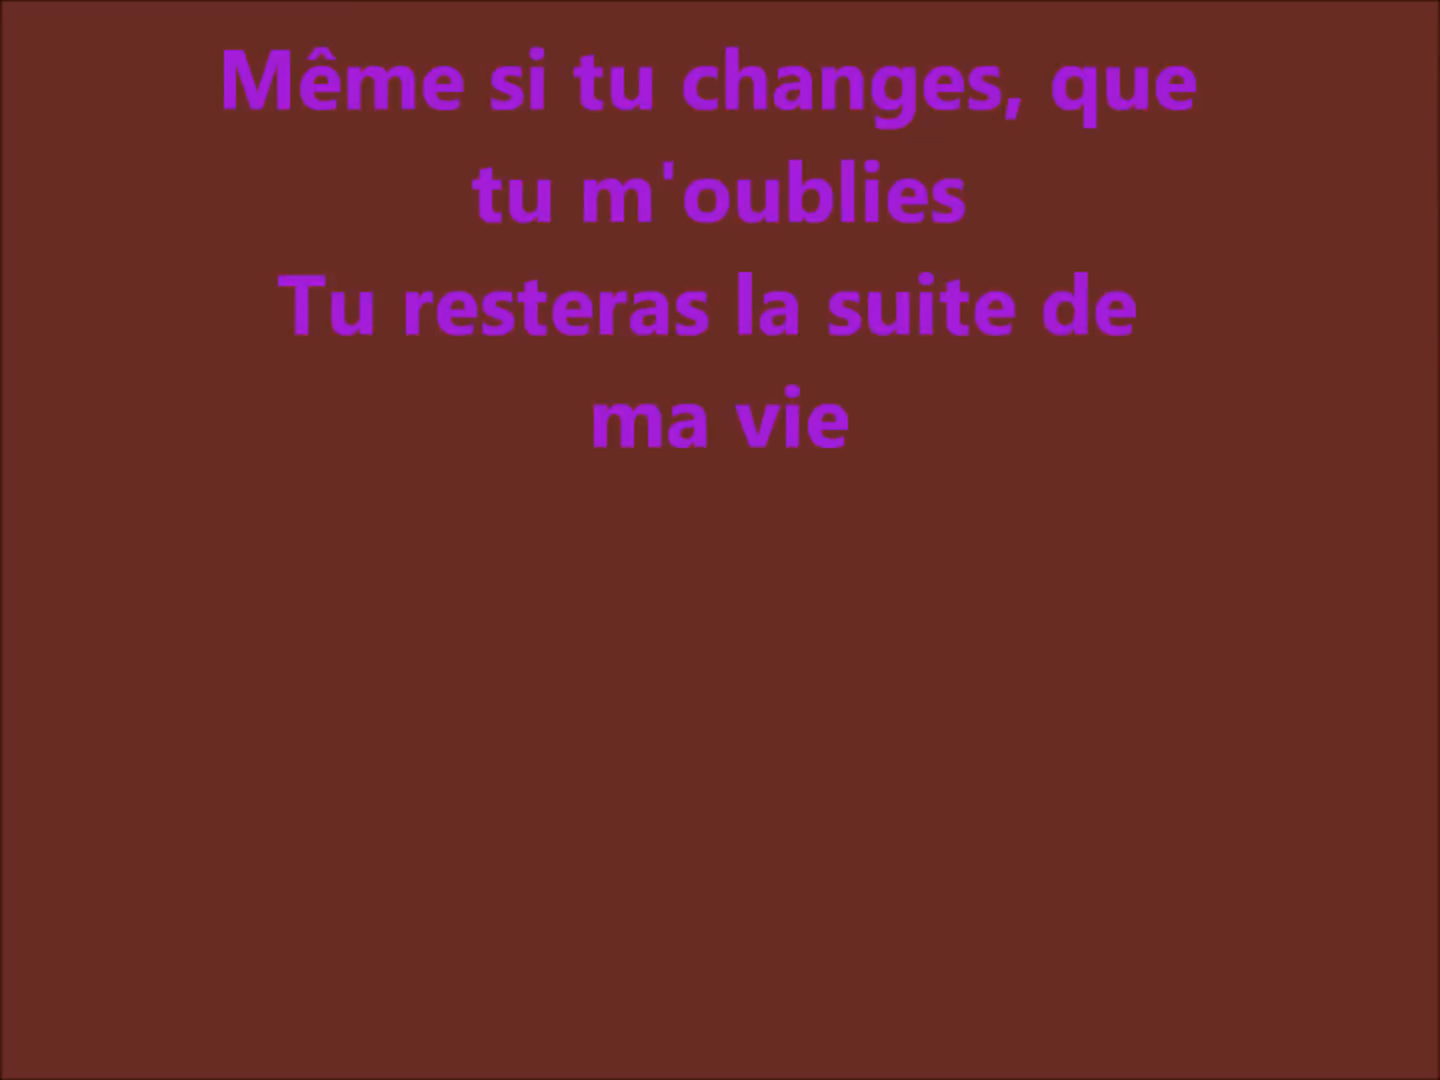 Même si tu changes, que
tu m'oublies
Tu resteras la suite de
ma vie